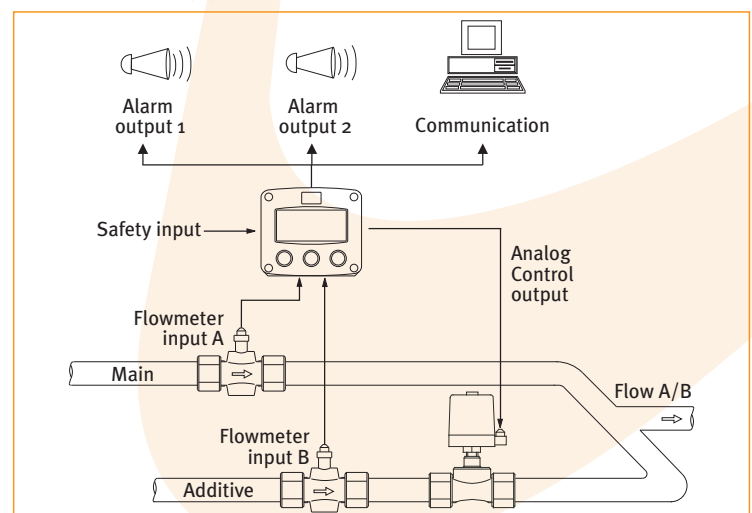 Alarm
output 1
Alarm
output 2
Communication
Safety input
Analog
Control
output
Flowmeter
input A
Main
Flow A/B
Flowmeter
input B
Additive